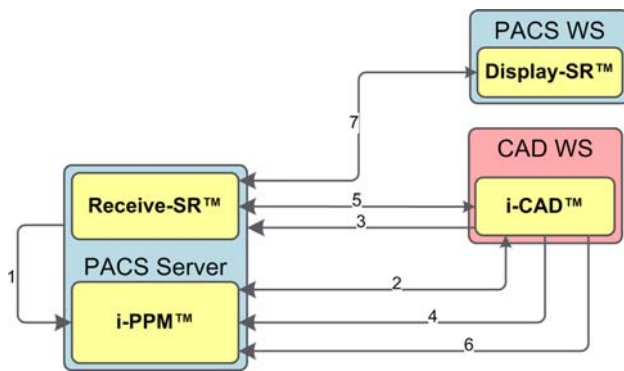 PACS WS
Display-SR™
7
CAD WS
Receive-SR™
5
i-CAD™
3
1
PACS Server
2
i-PPM™
4
6